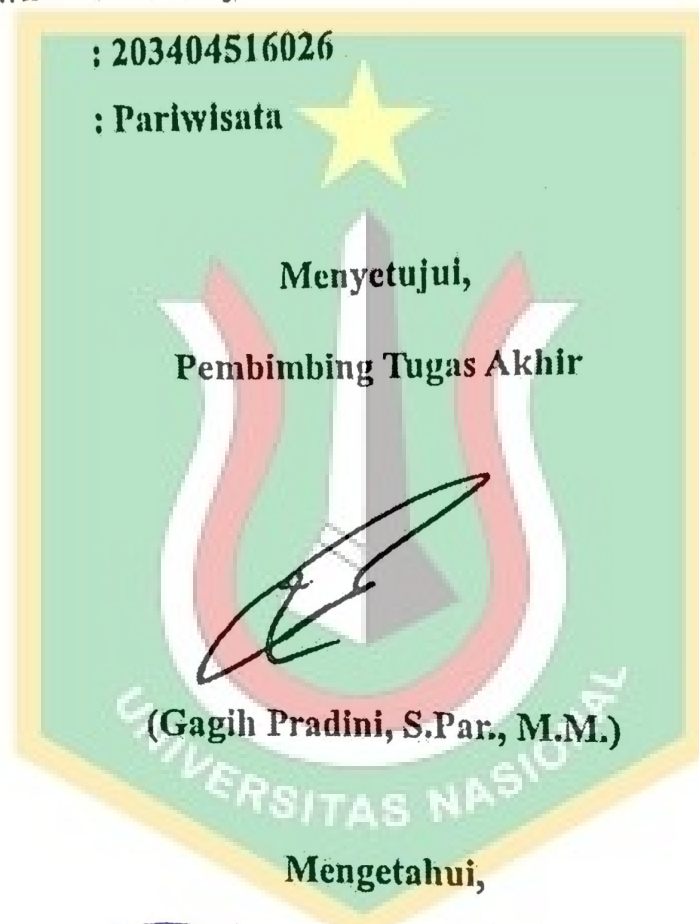 : 203404516026
: Pariwisata
Menyetujui,
Pembimbing Tugas Akhir
(Gagih Pradini, S.Par., M.M.)
UNIVERSITAS NASIONAL
Mengetahui,